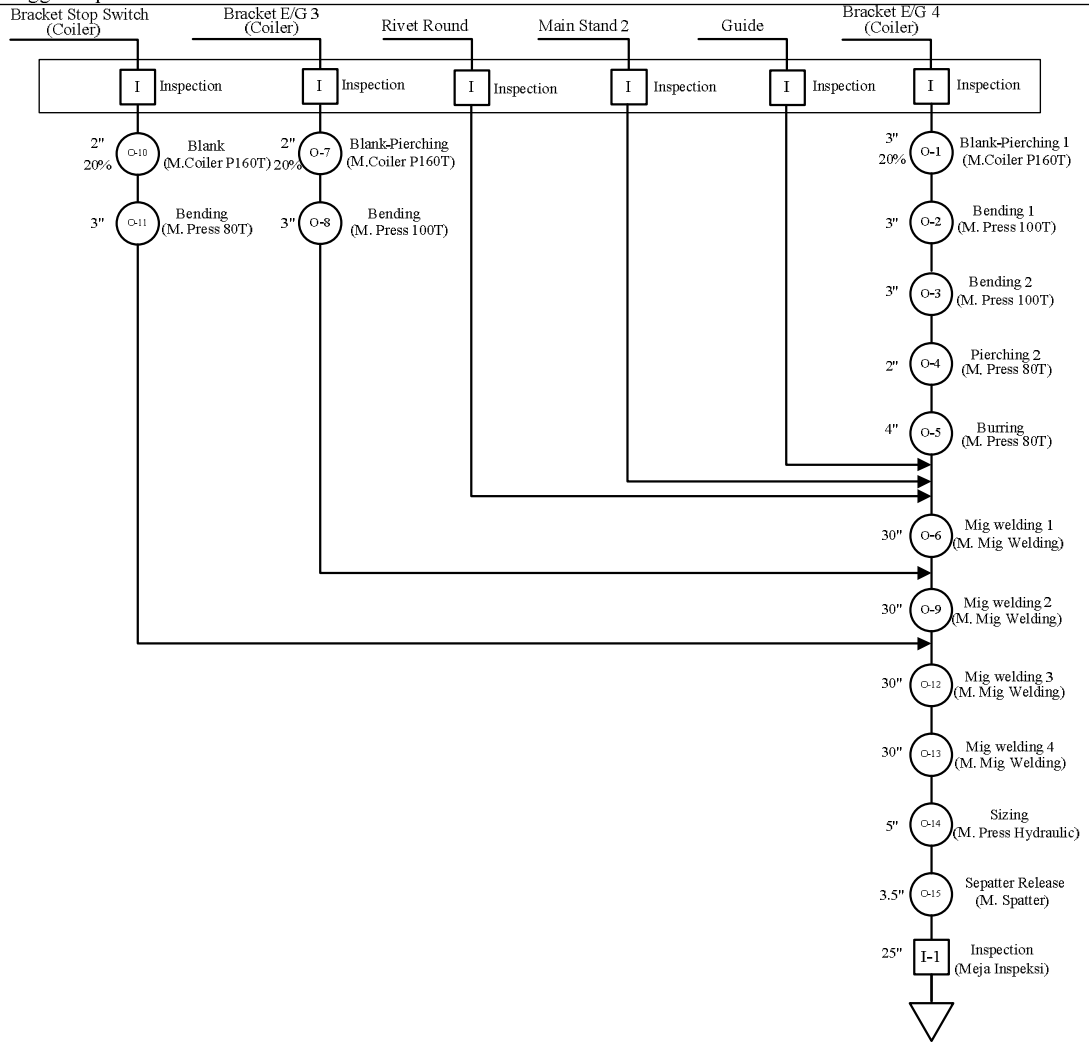 Bracket Stop Switch
(Coiler)
Bracket E/G 3
(Coiler)
Rivet Round
Main Stand 2
Guide
Bracket E/G 4
(Coiler)
I Inspection
I Inspection
I Inspection
I Inspection
I Inspection
I Inspection
2"
20%
O-10
Blank
(M.Coiler P160T)
2"
20%
O-7
Blank-Pierching
(M.Coiler P160T)
3"
20%
O-1
Blank-Pierching 1
(M.Coiler P160T)
3"
O-11
Bending
(M. Press 80T)
3"
O-8
Bending
(M. Press 100T)
3"
O-2
Bending 1
(M. Press 100T)
3"
O-3
Bending 2
(M. Press 100T)
2"
O-4
Pierching 2
(M. Press 80T)
4"
O-5
Burring
(M. Press 80T)
30"
O-6
Mig welding 1
(M. Mig Welding)
30"
O-9
Mig welding 2
(M. Mig Welding)
30"
O-12
Mig welding 3
(M. Mig Welding)
30"
O-13
Mig welding 4
(M. Mig Welding)
5"
O-14
Sizing
(M. Press Hydraulic)
3.5"
O-15
Sepatter Release
(M. Spatter)
25"
I-1
Inspection
(Meja Inspeksi)